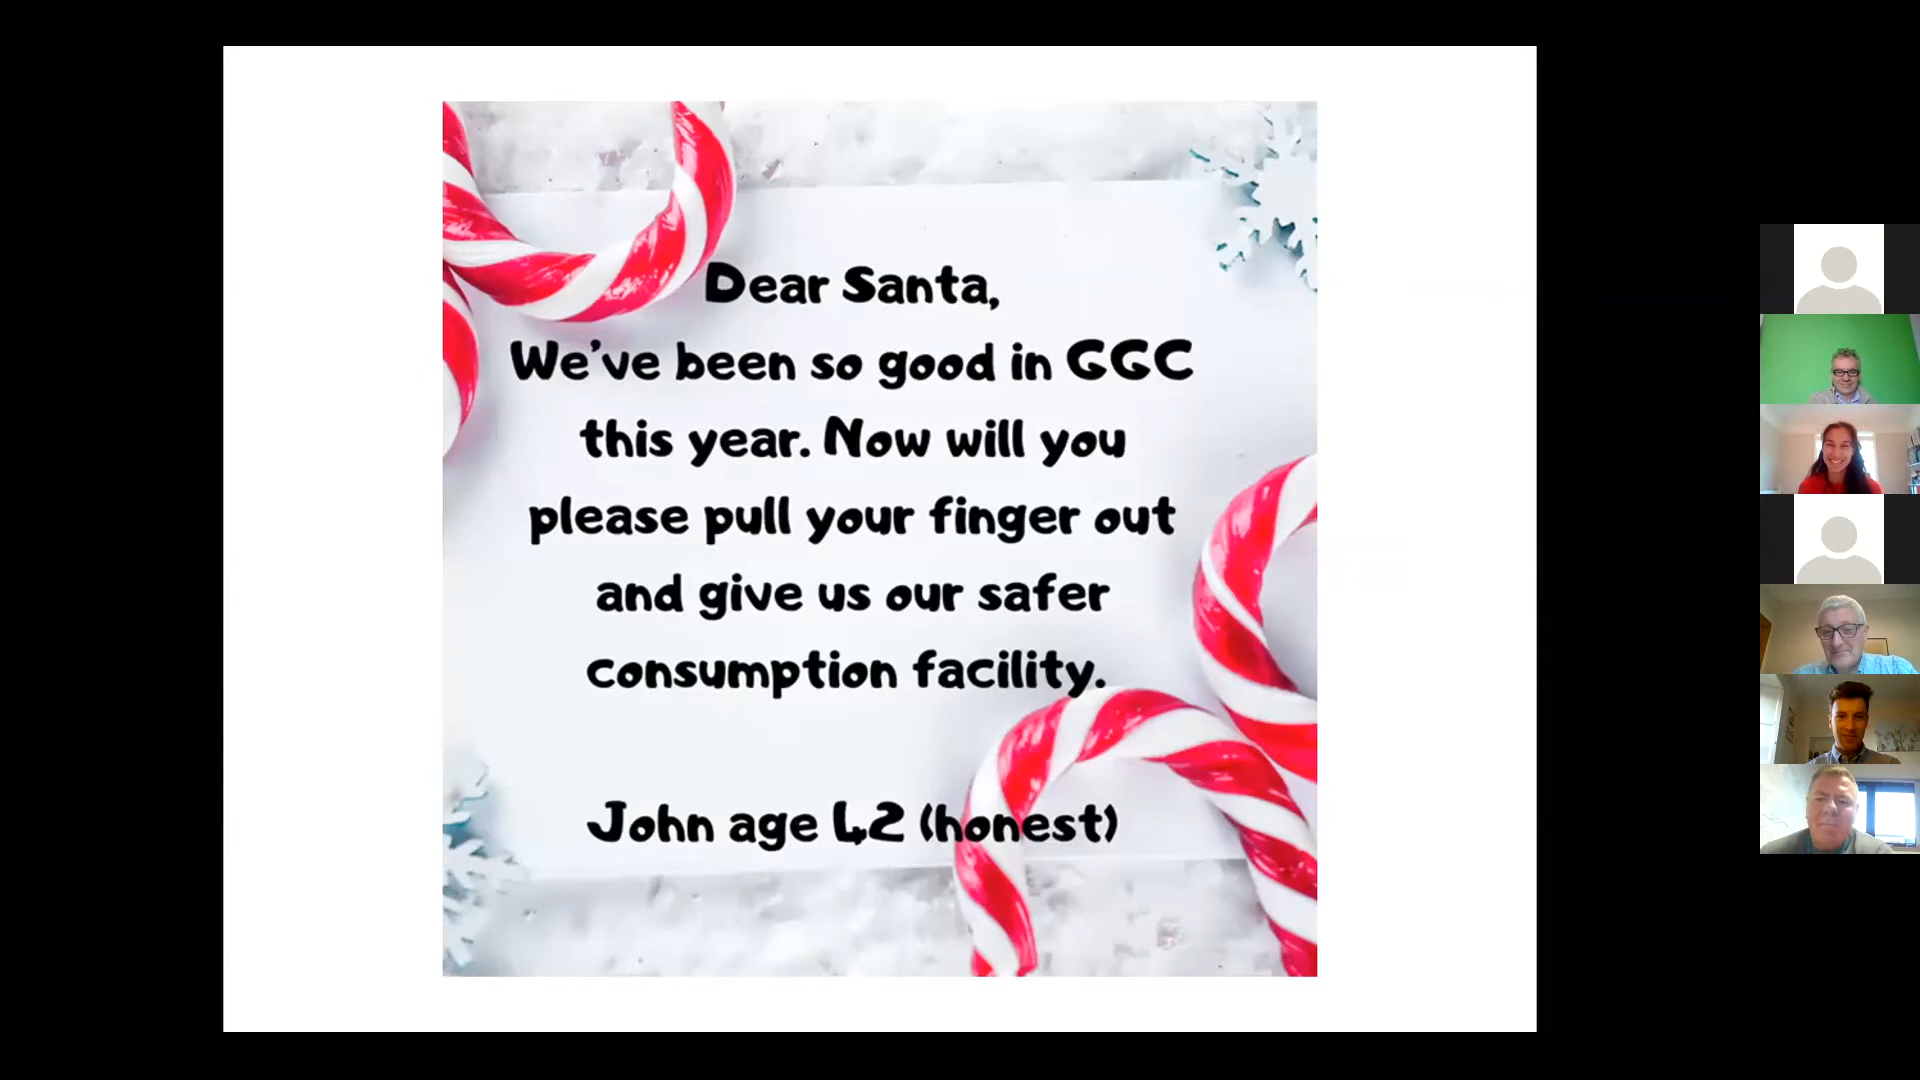 Dear Santa,
We've been so good in GGC
this year. Now will you
please pull your finger out
and give us our safer
consumption facility.
John age 42 (honest)